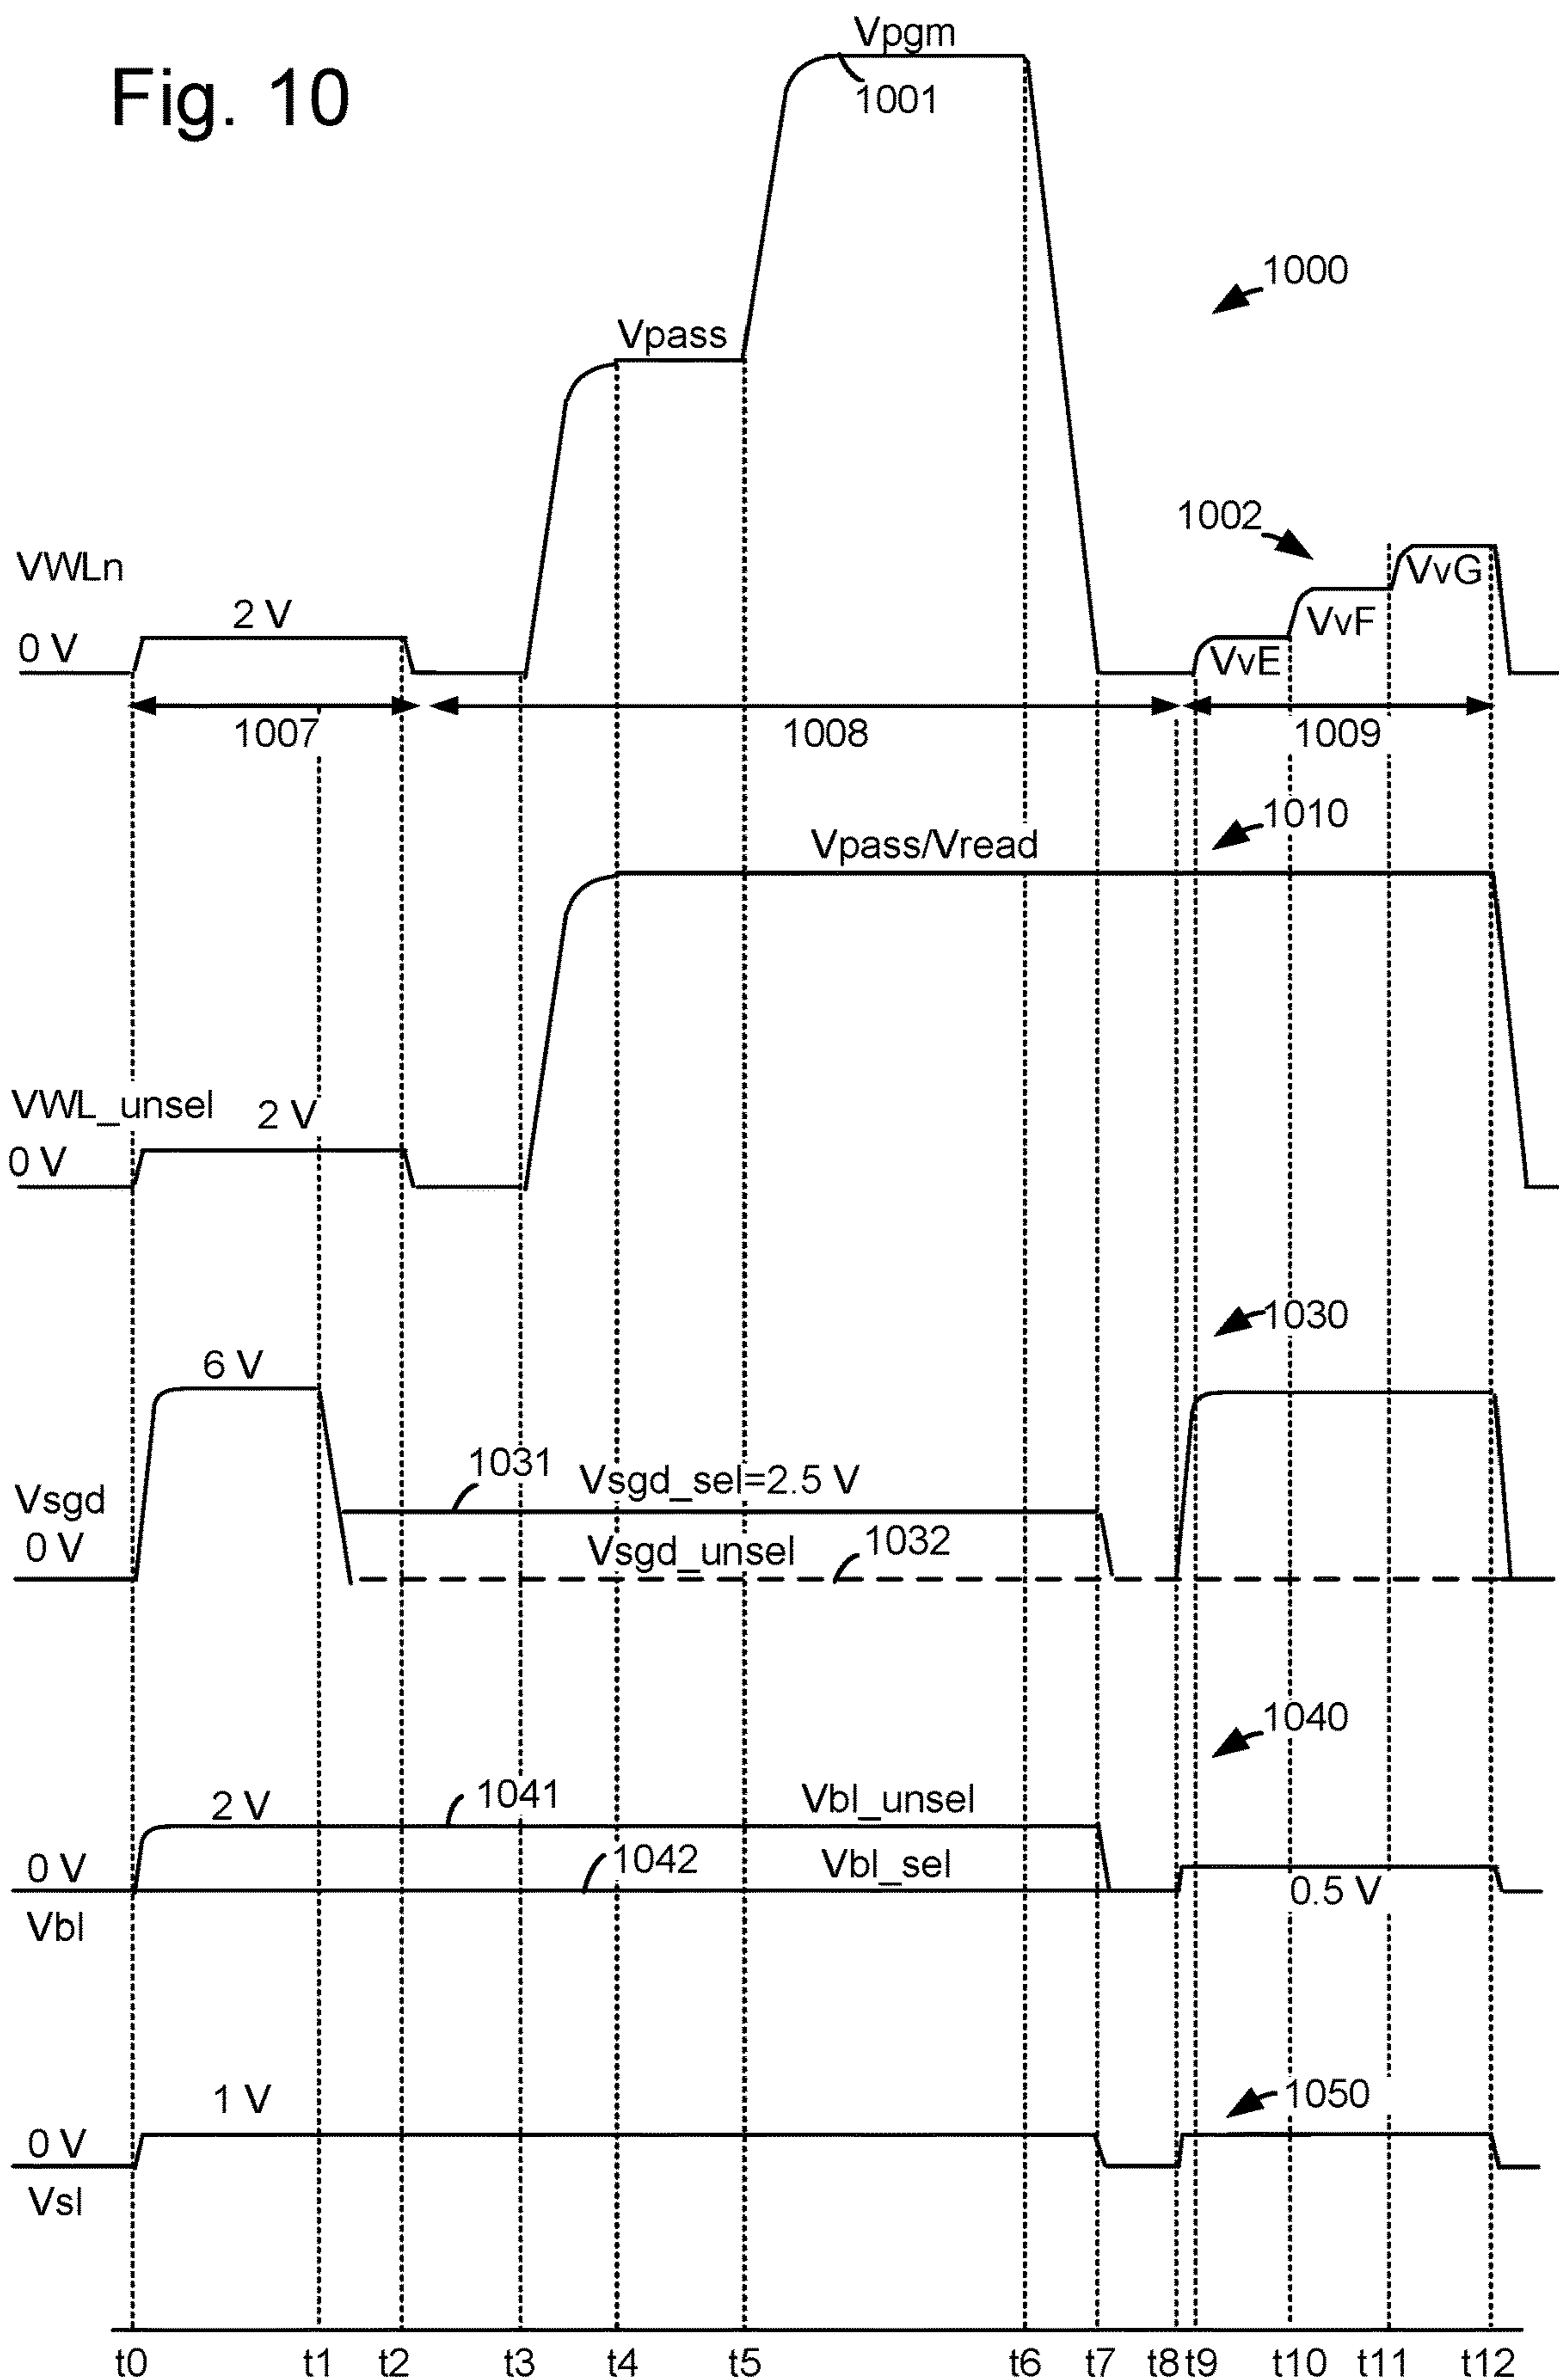 Fig. 10
Vpgm
1001
1000
Vpass
1002
VWLn
VvG
2 V
VvF
0 V
VvE
1007
1008
1009
1010
Vpass/Vread
VWL_unsel
2 V
0 V
1030
6 V
1031
Vsgd_sel=2.5 V
Vsgd
0 V
Vsgd_unsel
1032
1040
2 V
1041
Vbl_unsel
0 V
1042
Vbl_sel
0.5 V
Vbl
1 V
1050
0 V
Vsl
t0 t1 t2 t3 t4 t5 t6 t7 t8 t9 t10 t11 t12